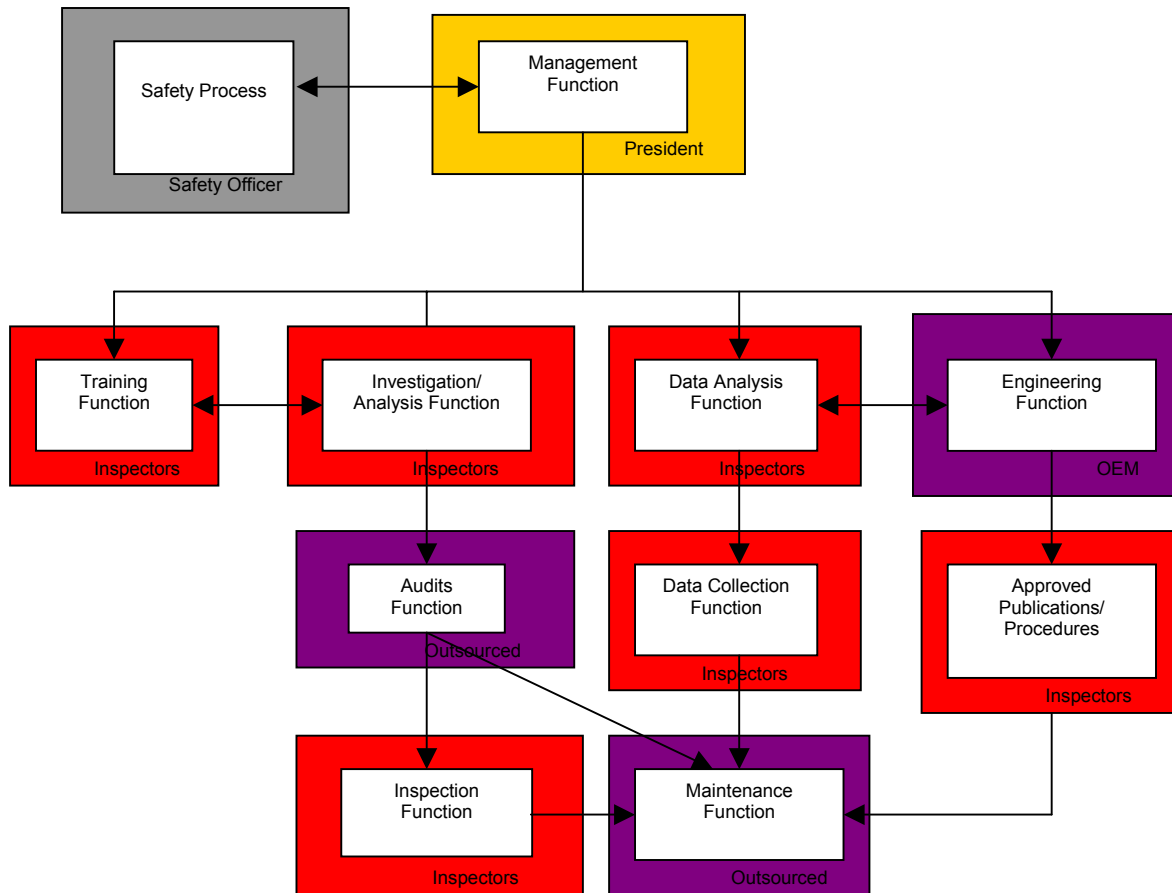 Safety Process
Safety Officer
Management
Function
President
Training
Function
Inspectors
Investigation/
Analysis Function
Inspectors
Data Analysis
Function
Inspectors
Engineering
Function
OEM
Audits
Function
Outsourced
Data Collection
Function
Inspectors
Approved
Publications/
Procedures
Inspectors
Inspection
Function
Inspectors
Maintenance
Function
Outsourced